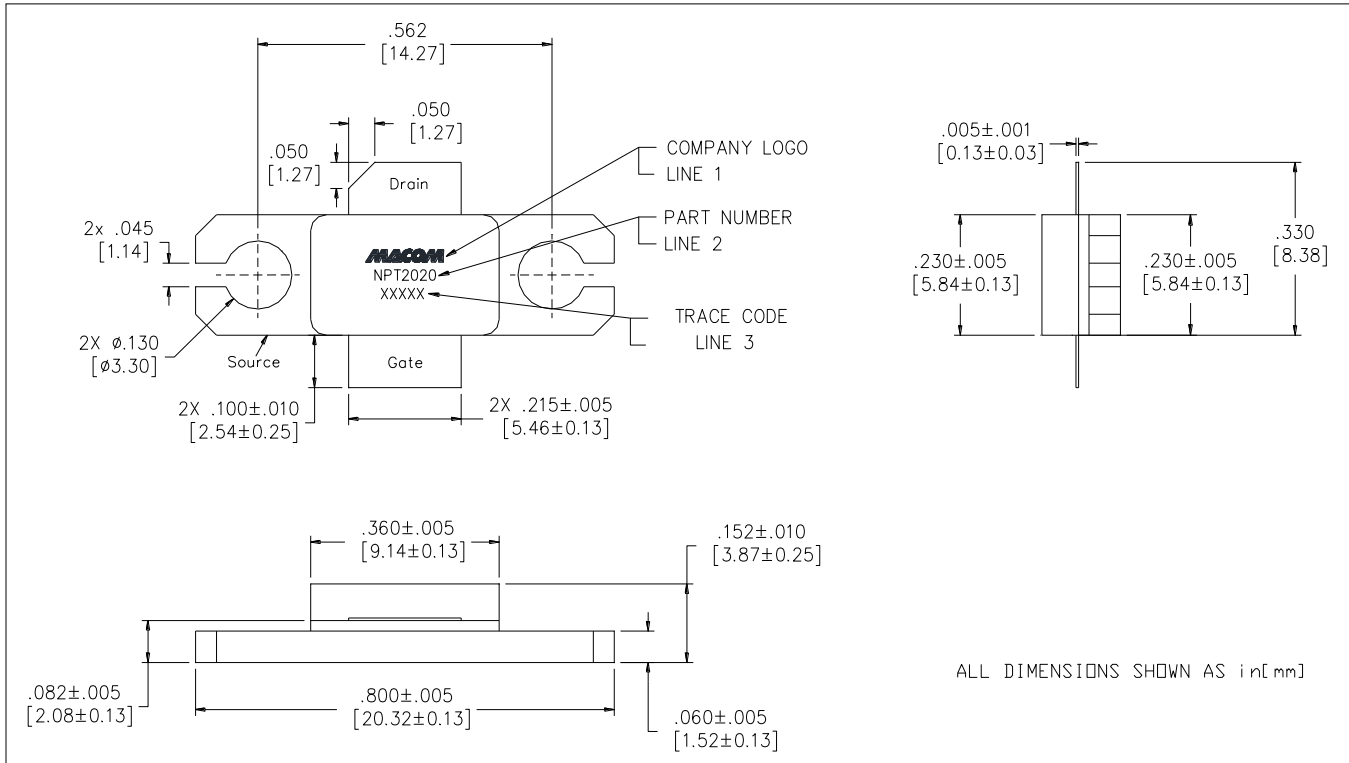 .562
[14.27]
.050
[1.27]
.050
[1.27]
Drain
COMPANY LOGO
LINE 1
PART NUMBER
LINE 2
2x .045
[1.14]
MACOM
NPT2020
XXXXX
TRACE CODE
LINE 3
2X ø.130
[ø3.30]
Source
Gate
2X .100±.010
[2.54±0.25]
2X .215±.005
[5.46±0.13]
.005±.001
[0.13±0.03]
.230±.005
[5.84±0.13]
.230±.005
[5.84±0.13]
.330
[8.38]
.360±.005
[9.14±0.13]
.152±.010
[3.87±0.25]
.082±.005
[2.08±0.13]
.800±.005
[20.32±0.13]
.060±.005
[1.52±0.13]
ALL DIMENSIONS SHOWN AS in[mm]